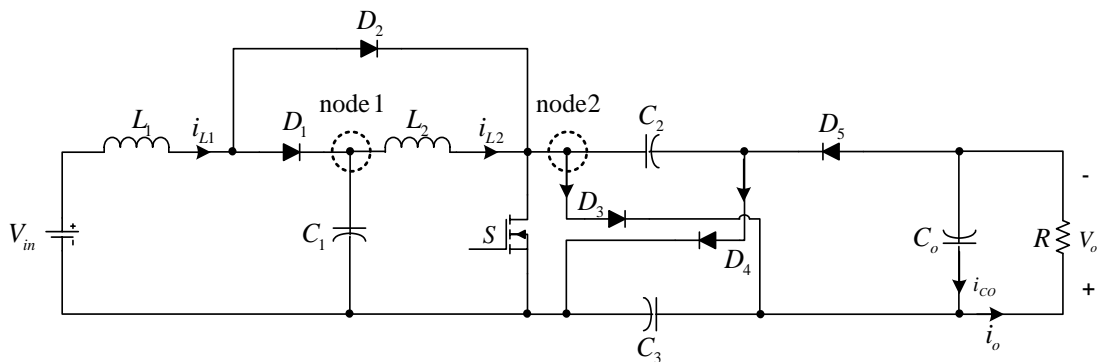 D2
node1
node2
L1
iL1
D1
L2
iL2
C2
D5
Vin
+
-
C1
S
D3
D4
Co
iCO
R
-
Vo
+
C3
io